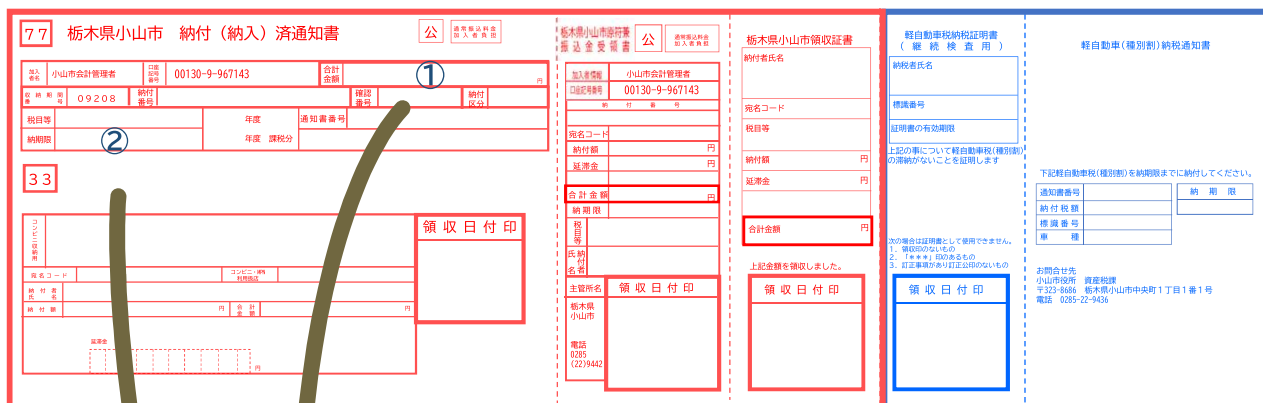 77 栃木県小山市 納付（納入）済通知書
公
通常払込料金
加入者負担
加入
者名
小山市会計管理者
口座
記号
番号
00130-9-967143
合計
金額
円
①
収納期間
番号
09208
納付
番号
確認
番号
納付
区分
税目等
年度
通知書番号
納期限
年度 課税分
②
33
コンビニ収納用
領収日付印
宛名コード
コンビニ・MPN
利用商店
納付者
氏名
納付額
円
合計
金額
円
延滞金
円
栃木県小山市原符兼
振込金受領書
公
通常振込料金
加入者負担
加入者情報
小山市会計管理者
口座記号番号
00130-9-967143
納付番号
宛名コード
納付額
円
延滞金
円
合計金額
円
納期限
税目等
氏納付名者
主管所名
領収日付印
栃木県
小山市
電話
0285
(22)9442
栃木県小山市領収証書
納付者氏名
宛名コード
税目等
納付額
円
延滞金
円
合計金額
円
上記金額を領収しました。
領収日付印
軽自動車税納税証明書
（継続検査用）
納税者氏名
標識番号
証明書の有効期限
上記の事について軽自動車税(種別割)
の滞納がないことを証明します
次の場合は証明書として使用できません。
1. 領収印のないもの
2. 「＊＊＊」印のあるもの
3. 訂正事項があり訂正公印のないもの
領収日付印
軽自動車(種別割)納税通知書
下記軽自動車税(種別割)を納期限までに納付してください。
通知書番号
納付税額
標識番号
車種
納期限
お問合せ先
小山市役所 資産税課
〒323-8686 栃木県小山市中央町１丁目１番１号
電話 0285-22-9436